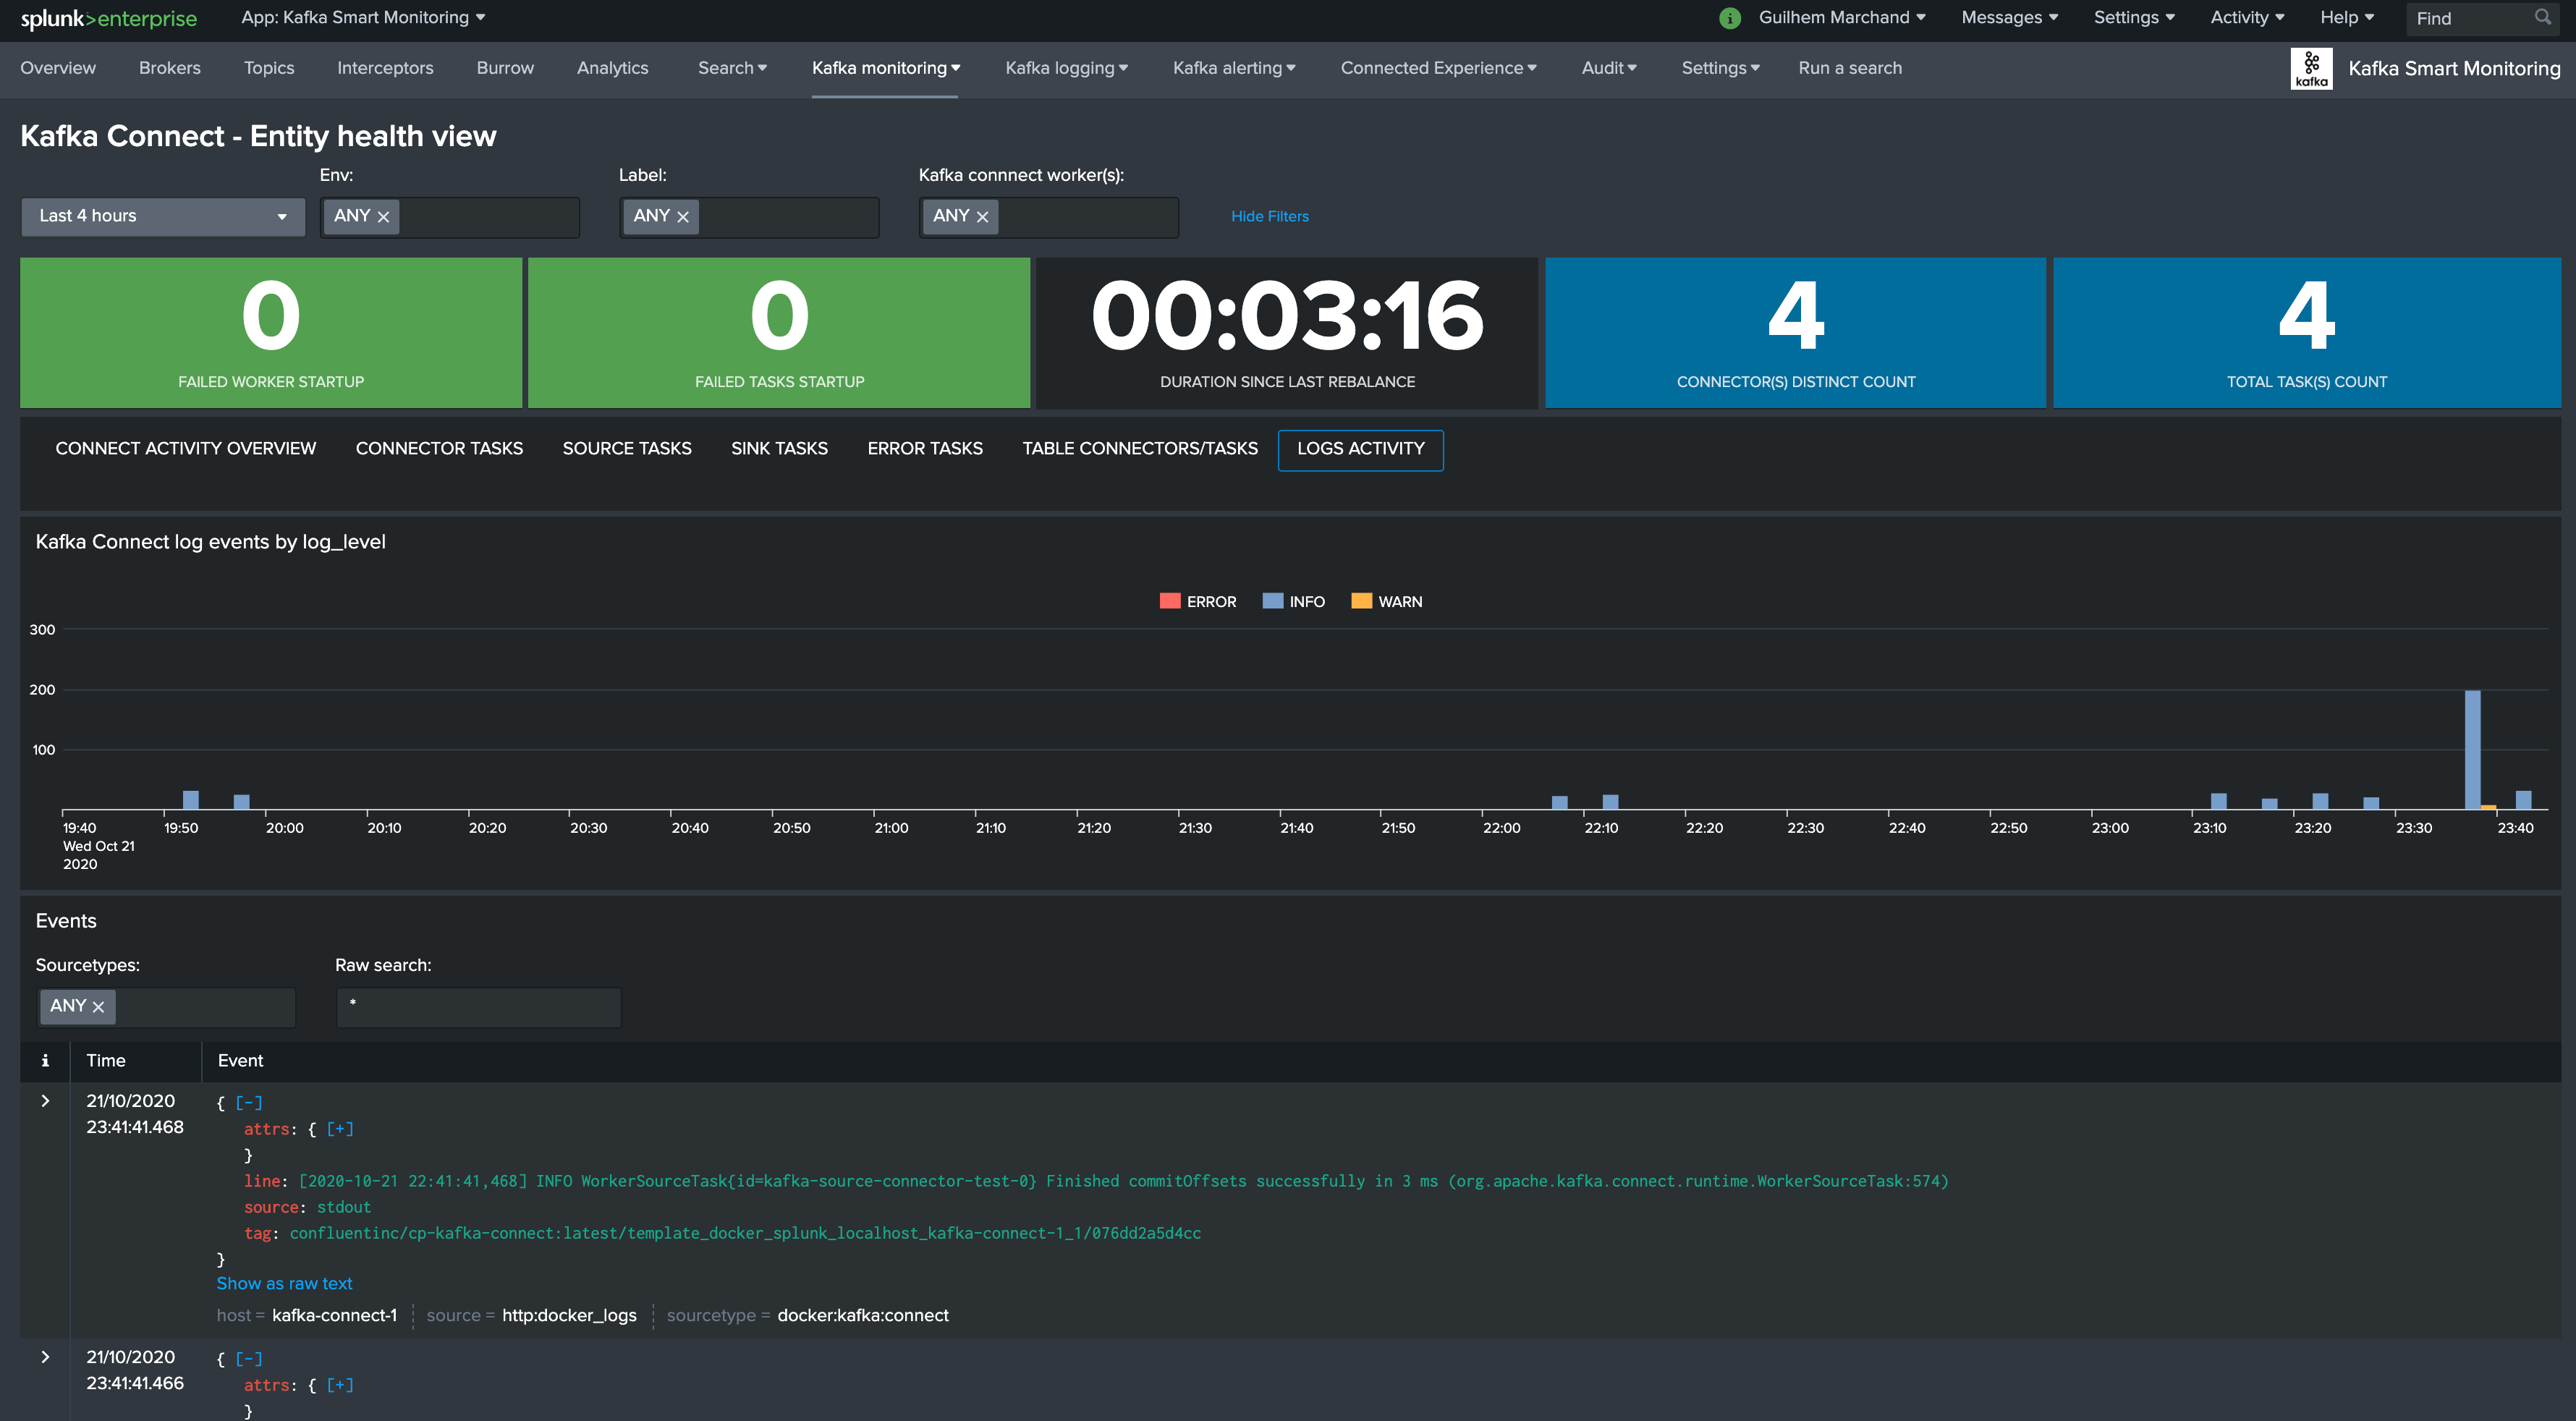 splunk>enterprise App: Kafka Smart Monitoring i Guilhem Marchand Messages Settings Activity Help Find
Overview Brokers Topics Interceptors Burrow Analytics Search Kafka monitoring Kafka logging Kafka alerting Connected Experience Audit Settings Run a search kafka Kafka Smart Monitoring
Kafka Connect - Entity health view
Env: Label: Kafka connnect worker(s):
Last 4 hours ANY ANY ANY Hide Filters
0 0 00:03:16 4 4
FAILED WORKER STARTUP FAILED TASKS STARTUP DURATION SINCE LAST REBALANCE CONNECTOR(S) DISTINCT COUNT TOTAL TASK(S) COUNT
CONNECT ACTIVITY OVERVIEW CONNECTOR TASKS SOURCE TASKS SINK TASKS ERROR TASKS TABLE CONNECTORS/TASKS LOGS ACTIVITY
Kafka Connect log events by log_level
ERROR INFO WARN
300
200
100
19:40 19:50 20:00 20:10 20:20 20:30 20:40 20:50 21:00 21:10 21:20 21:30 21:40 21:50 22:00 22:10 22:20 22:30 22:40 22:50 23:00 23:10 23:20 23:30 23:40
Wed Oct 21
2020
Events
Sourcetypes: Raw search:
ANY *
i Time Event
21/10/2020 { [-]
23:41:41.468 attrs: { [+]
}
line: [2020-10-21 22:41:41,468] INFO WorkerSourceTask{id=kafka-source-connector-test-0} Finished commitOffsets successfully in 3 ms (org.apache.kafka.connect.runtime.WorkerSourceTask:574)
source: stdout
tag: confluentinc/cp-kafka-connect:latest/template_docker_splunk_localhost_kafka-connect-1_1/076dd2a5d4cc
}
Show as raw text
host = kafka-connect-1 source = http:docker_logs sourcetype = docker:kafka:connect
21/10/2020 { [-]
23:41:41.466 attrs: { [+]
}